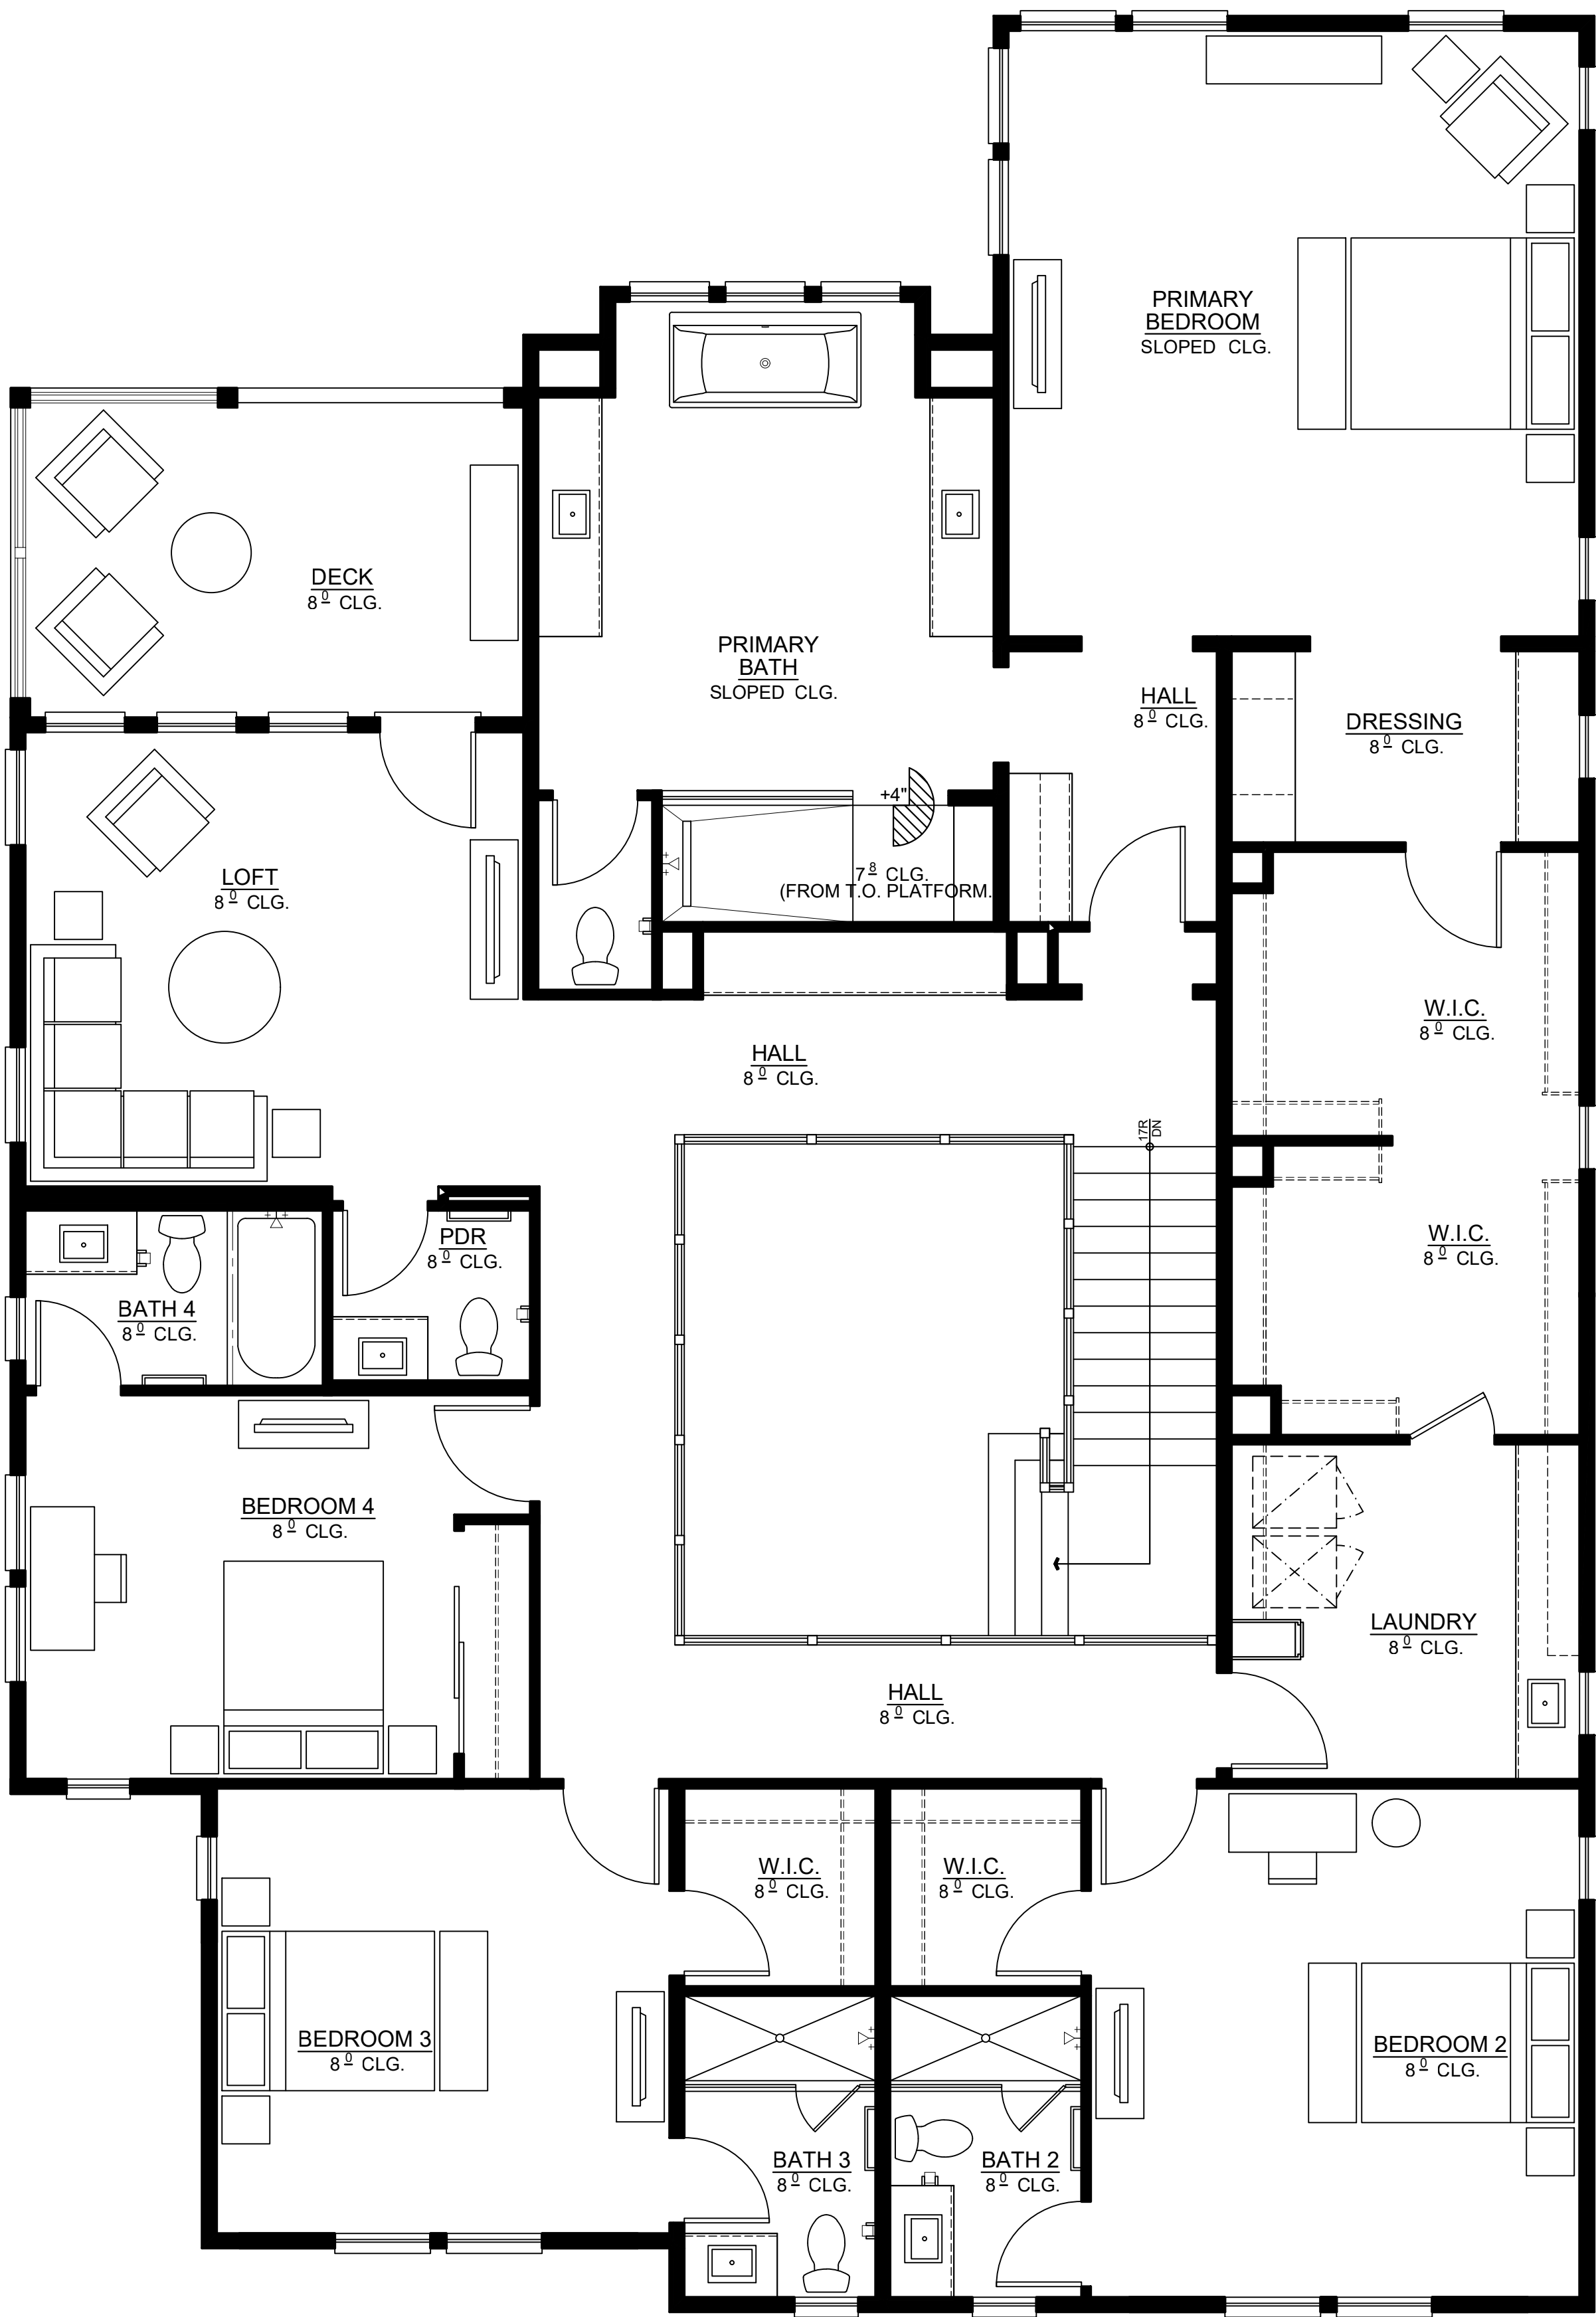 PRIMARY
BEDROOM
SLOPED CLG.
DECK
8 0 CLG.
PRIMARY
BATH
SLOPED CLG.
HALL
8 0 CLG.
DRESSING
8 0 CLG.
+4"
7 8 CLG.
(FROM T.O. PLATFORM.
LOFT
8 0 CLG.
W.I.C.
8 0 CLG.
HALL
8 0 CLG.
17R
DN
PDR
8 0 CLG.
W.I.C.
8 0 CLG.
BATH 4
8 0 CLG.
BEDROOM 4
8 0 CLG.
LAUNDRY
8 0 CLG.
HALL
8 0 CLG.
W.I.C.
8 0 CLG.
W.I.C.
8 0 CLG.
BEDROOM 3
8 0 CLG.
BEDROOM 2
8 0 CLG.
BATH 3
8 0 CLG.
BATH 2
8 0 CLG.